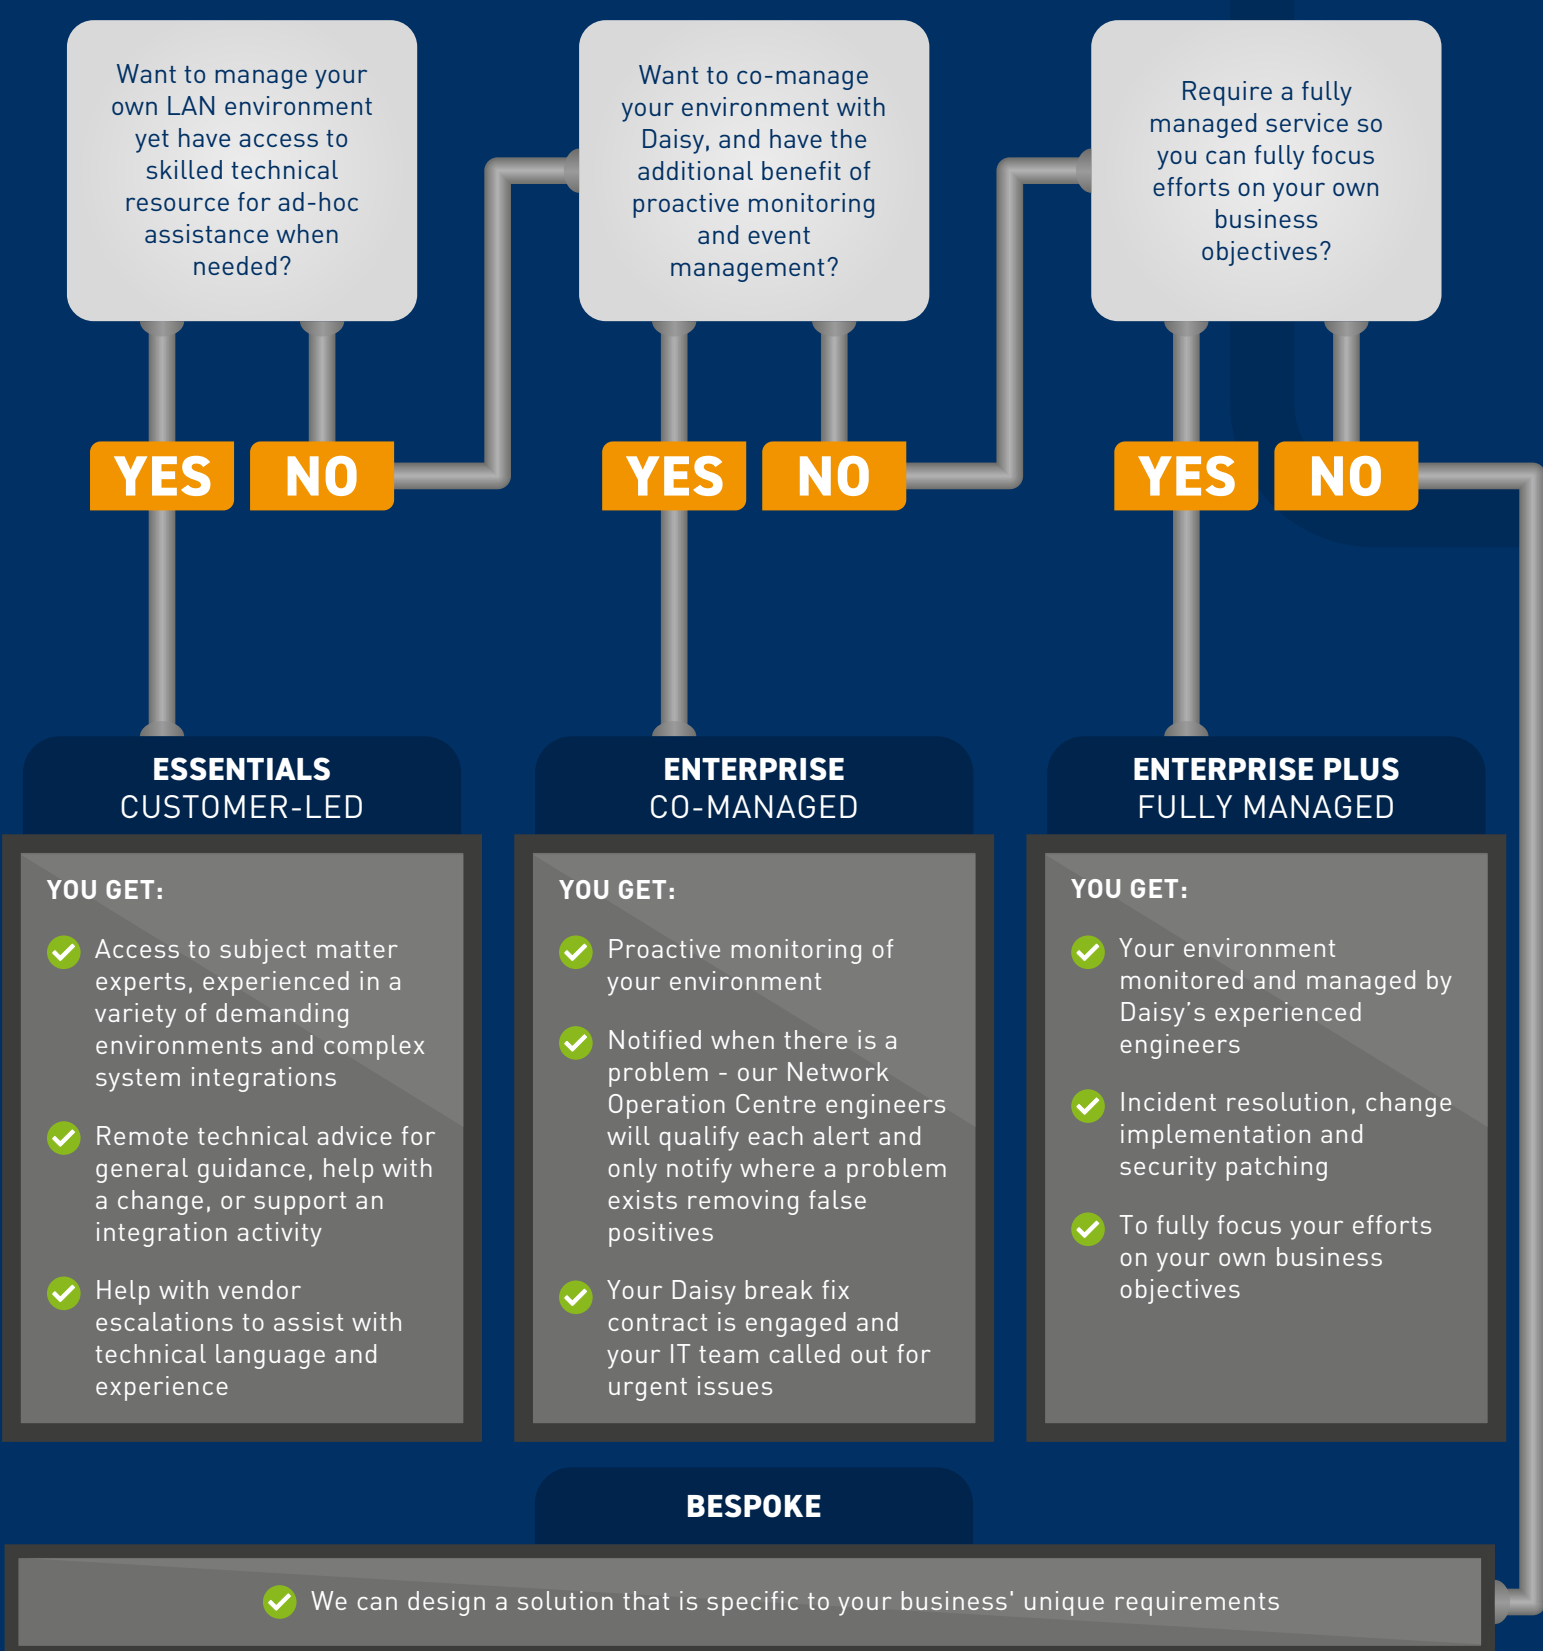 Want to manage your
own LAN environment
yet have access to
skilled technical
resource for ad-hoc
assistance when
needed?
Want to co-manage
your environment with
Daisy, and have the
additional benefit of
proactive monitoring
and event
management?
Require a fully
managed service so
you can fully focus
efforts on your own
business
objectives?
YES
NO
YES
NO
YES
NO
ESSENTIALS
CUSTOMER-LED
YOU GET:
Access to subject matter
experts, experienced in a
variety of demanding
environments and complex
system integrations
Remote technical advice for
general guidance, help with
a change, or support an
integration activity
Help with vendor
escalations to assist with
technical language and
experience
ENTERPRISE
CO-MANAGED
YOU GET:
Proactive monitoring of
your environment
Notified when there is a
problem - our Network
Operation Centre engineers
will qualify each alert and
only notify where a problem
exists removing false
positives
Your Daisy break fix
contract is engaged and
your IT team called out for
urgent issues
ENTERPRISE PLUS
FULLY MANAGED
YOU GET:
Your environment
monitored and managed by
Daisy's experienced
engineers
Incident resolution, change
implementation and
security patching
To fully focus your efforts
on your own business
objectives
BESPOKE
We can design a solution that is specific to your business' unique requirements